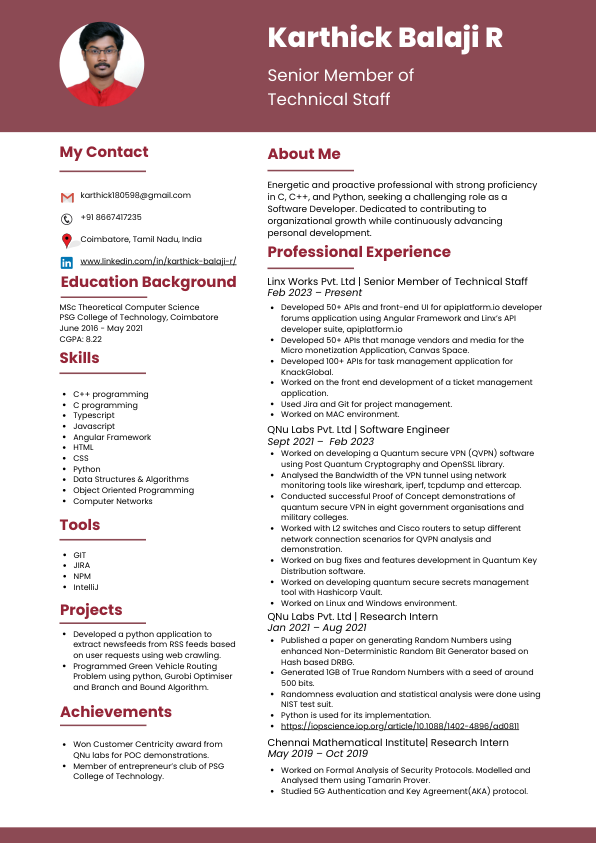 Karthick Balaji R
Senior Member of
Technical Staff
My Contact
karthick180598@gmail.com
+91 8667417235
Coimbatore, Tamil Nadu, India
www.linkedin.com/in/karthick-balaji-r/
Education Background
MSc Theoretical Computer Science
PSG College of Technology, Coimbatore
June 2016 - May 2021
CGPA: 8.22
Skills
• C++ programming
• C programming
• Typescript
• Javascript
• Angular Framework
• HTML
• CSS
• Python
• Data Structures & Algorithms
• Object Oriented Programming
• Computer Networks
Tools
• GIT
• JIRA
• NPM
• IntelliJ
Projects
• Developed a python application to
extract newsfeeds from RSS feeds based
on user requests using web crawling.
• Programmed Green Vehicle Routing
Problem using python, Gurobi Optimiser
and Branch and Bound Algorithm.
Achievements
• Won Customer Centricity award from
QNu labs for POC demonstrations.
• Member of entrepreneur's club of PSG
College of Technology.
About Me
Energetic and proactive professional with strong proficiency
in C, C++, and Python, seeking a challenging role as a
Software Developer. Dedicated to contributing to
organizational growth while continuously advancing
personal development.
Professional Experience
Linx Works Pvt. Ltd | Senior Member of Technical Staff
Feb 2023 – Present
• Developed 50+ APIs and front-end UI for apiplatform.io developer
forums application using Angular Framework and Linx's API
developer suite, apiplatform.io
• Developed 50+ APIs that manage vendors and media for the
Micro monetization Application, Canvas Space.
• Developed 100+ APIs for task management application for
KnackGlobal.
• Worked on the front end development of a ticket management
application.
• Used Jira and Git for project management.
• Worked on MAC environment.
QNu Labs Pvt. Ltd | Software Engineer
Sept 2021 – Feb 2023
• Worked on developing a Quantum secure VPN (QVPN) software
using Post Quantum Cryptography and OpenSSL library.
• Analysed the Bandwidth of the VPN tunnel using network
monitoring tools like wireshark, iperf, tcpdump and ettercap.
• Conducted successful Proof of Concept demonstrations of
quantum secure VPN in eight government organisations and
military colleges.
• Worked with L2 switches and Cisco routers to setup different
network connection scenarios for QVPN analysis and
demonstration.
• Worked on bug fixes and features development in Quantum Key
Distribution software.
• Worked on developing quantum secure secrets management
tool with Hashicorp Vault.
• Worked on Linux and Windows environment.
QNu Labs Pvt. Ltd | Research Intern
Jan 2021 – Aug 2021
• Published a paper on generating Random Numbers using
enhanced Non-Deterministic Random Bit Generator based on
Hash based DRBG.
• Generated 1GB of True Random Numbers with a seed of around
500 bits.
• Randomness evaluation and statistical analysis were done using
NIST test suit.
• Python is used for its implementation.
• https://iopscience.iop.org/article/10.1088/1402-4896/ad0811
Chennai Mathematical Institute| Research Intern
May 2019 – Oct 2019
• Worked on Formal Analysis of Security Protocols. Modelled and
Analysed them using Tamarin Prover.
• Studied 5G Authentication and Key Agreement(AKA) protocol.